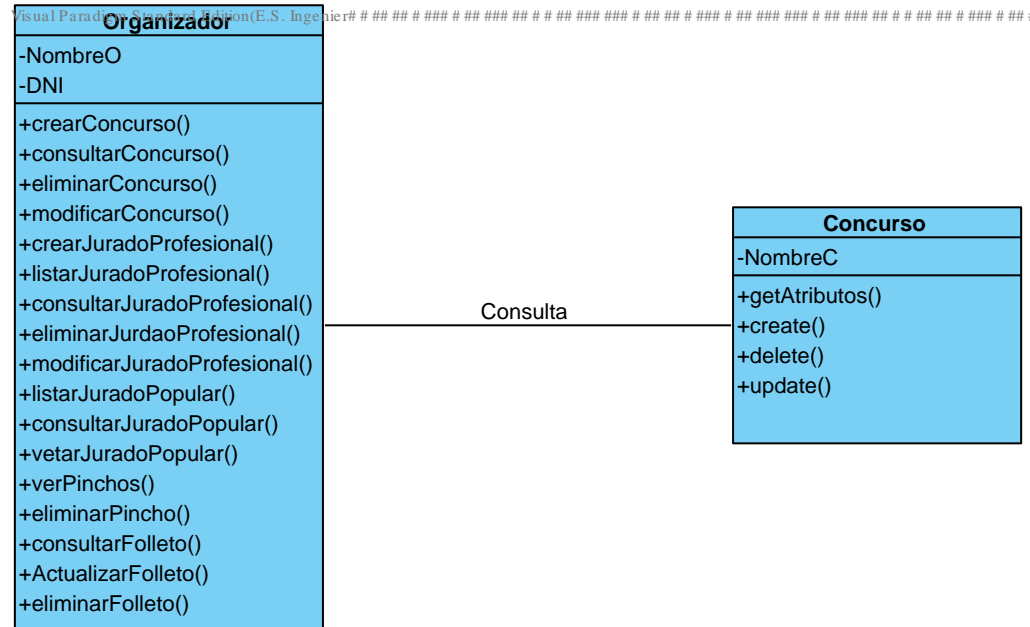 Visual Paradigm Standard Edition(E.S. Ingenier
Organizador
-NombreO
-DNI
+crearConcurso()
+consultarConcurso()
+eliminarConcurso()
+modificarConcurso()
+crearJuradoProfesional()
+listarJuradoProfesional()
+consultarJuradoProfesional()
+eliminarJurdaoProfesional()
+modificarJuradoProfesional()
+listarJuradoPopular()
+consultarJuradoPopular()
+vetarJuradoPopular()
+verPinchos()
+eliminarPincho()
+consultarFolleto()
+ActualizarFolleto()
+eliminarFolleto()
Consulta
Concurso
-NombreC
+getAtributos()
+create()
+delete()
+update()